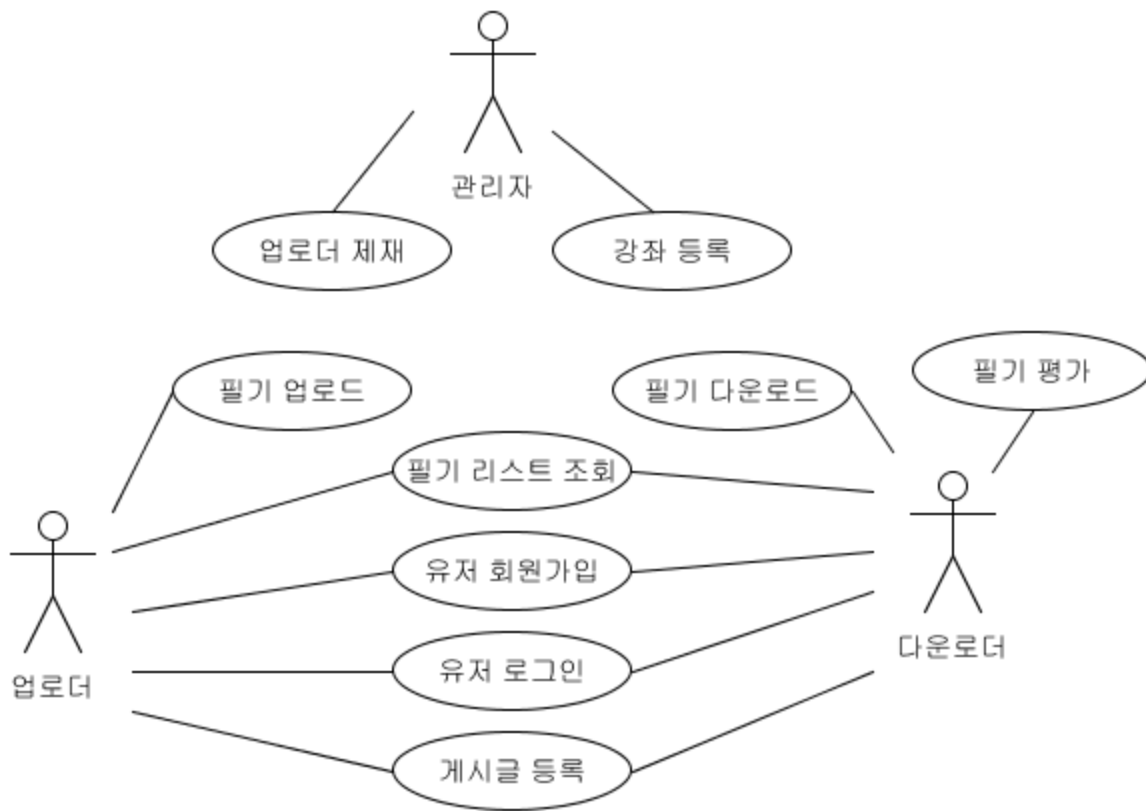 관리자
업로더 제재
강좌 등록
필기 업로드
필기 다운로드
필기 평가
필기 리스트 조회
유저 회원가입
유저 로그인
게시글 등록
업로더
다운로더